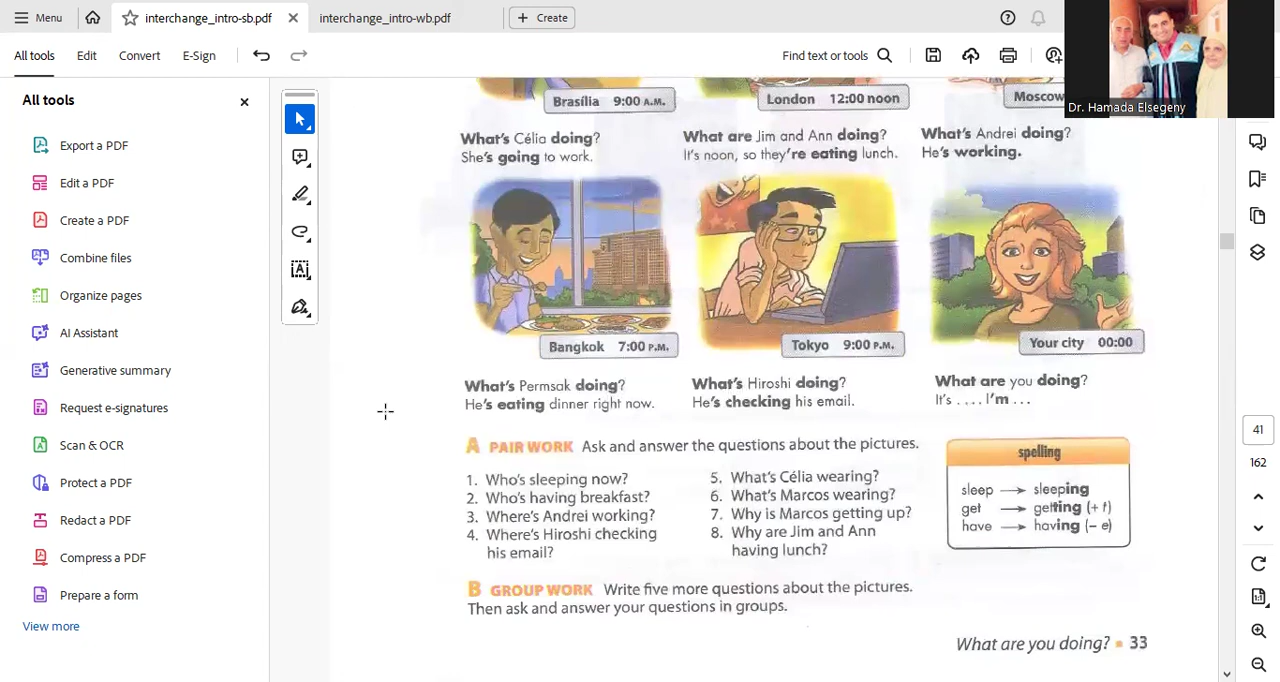 Menu
interchange_intro-sb.pdf
interchange_intro-wb.pdf
Create
All tools
Edit
Convert
E-Sign
Find text or tools
Dr. Hamada Elsegeny
All tools
Export a PDF
Edit a PDF
Create a PDF
Combine files
Organize pages
AI Assistant
Generative summary
Request e-signatures
Scan & OCR
Protect a PDF
Redact a PDF
Compress a PDF
Prepare a form
View more
Brasília 9:00 A.M.
London 12:00 noon
Moscow
What's Célia doing?
She's going to work.
What are Jim and Ann doing?
It's noon, so they're eating lunch.
What's Andrei doing?
He's working.
Bangkok 7:00 P.M.
Tokyo 9:00 P.M.
Your city 00:00
What's Permsak doing?
He's eating dinner right now.
What's Hiroshi doing?
He's checking his email.
What are you doing?
It's .... I'm ...
A PAIR WORK Ask and answer the questions about the pictures.
1. Who's sleeping now?
2. Who's having breakfast?
3. Where's Andrei working?
4. Where's Hiroshi checking
his email?
5. What's Célia wearing?
6. What's Marcos wearing?
7. Why is Marcos getting up?
8. Why are Jim and Ann
having lunch?
spelling
sleep → sleeping
get → getting (+ t)
have → having (– e)
B GROUP WORK Write five more questions about the pictures.
Then ask and answer your questions in groups.
What are you doing? ▪ 33
41
162